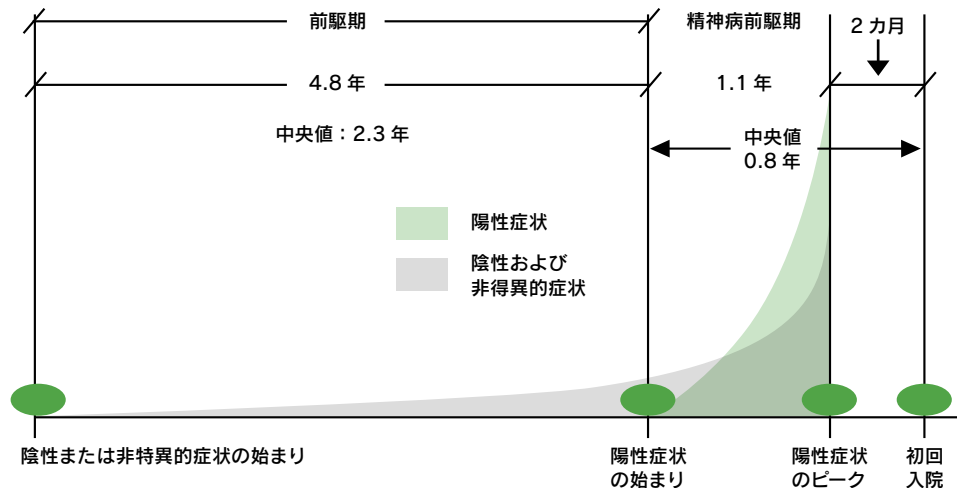 前駆期
精神病前駆期
2 カ月
4.8 年
1.1 年
中央値：2.3 年
中央値
0.8 年
陽性症状
陰性および
非得異的症状
陰性または非特異的症状の始まり
陽性症状
の始まり
陽性症状
のピーク
初回
入院